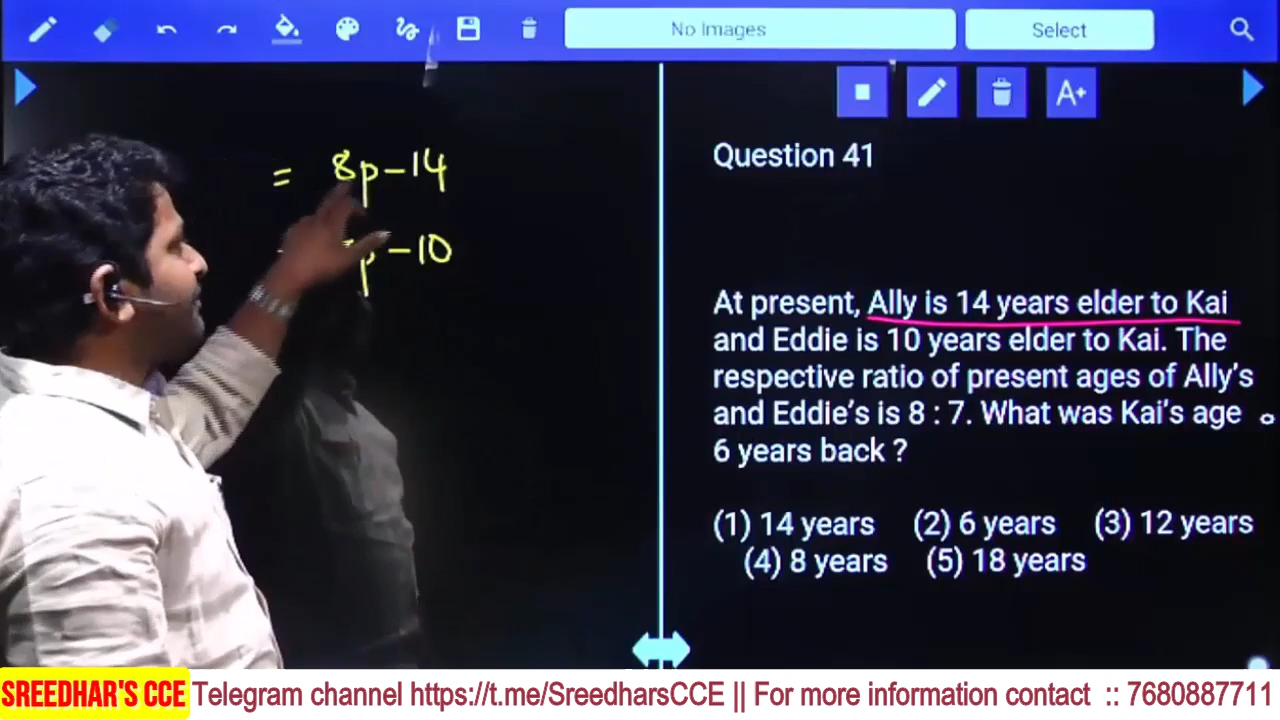 No Images
Select
A+
= 8p-14
p-10
Question 41
At present, Ally is 14 years elder to Kai
and Eddie is 10 years elder to Kai. The
respective ratio of present ages of Ally's
and Eddie's is 8 : 7. What was Kai's age
6 years back ?
(1) 14 years (2) 6 years (3) 12 years
(4) 8 years (5) 18 years
SREEDHAR'S CCE Telegram channel https://t.me/SreedharsCCE || For more information contact :: 7680887711